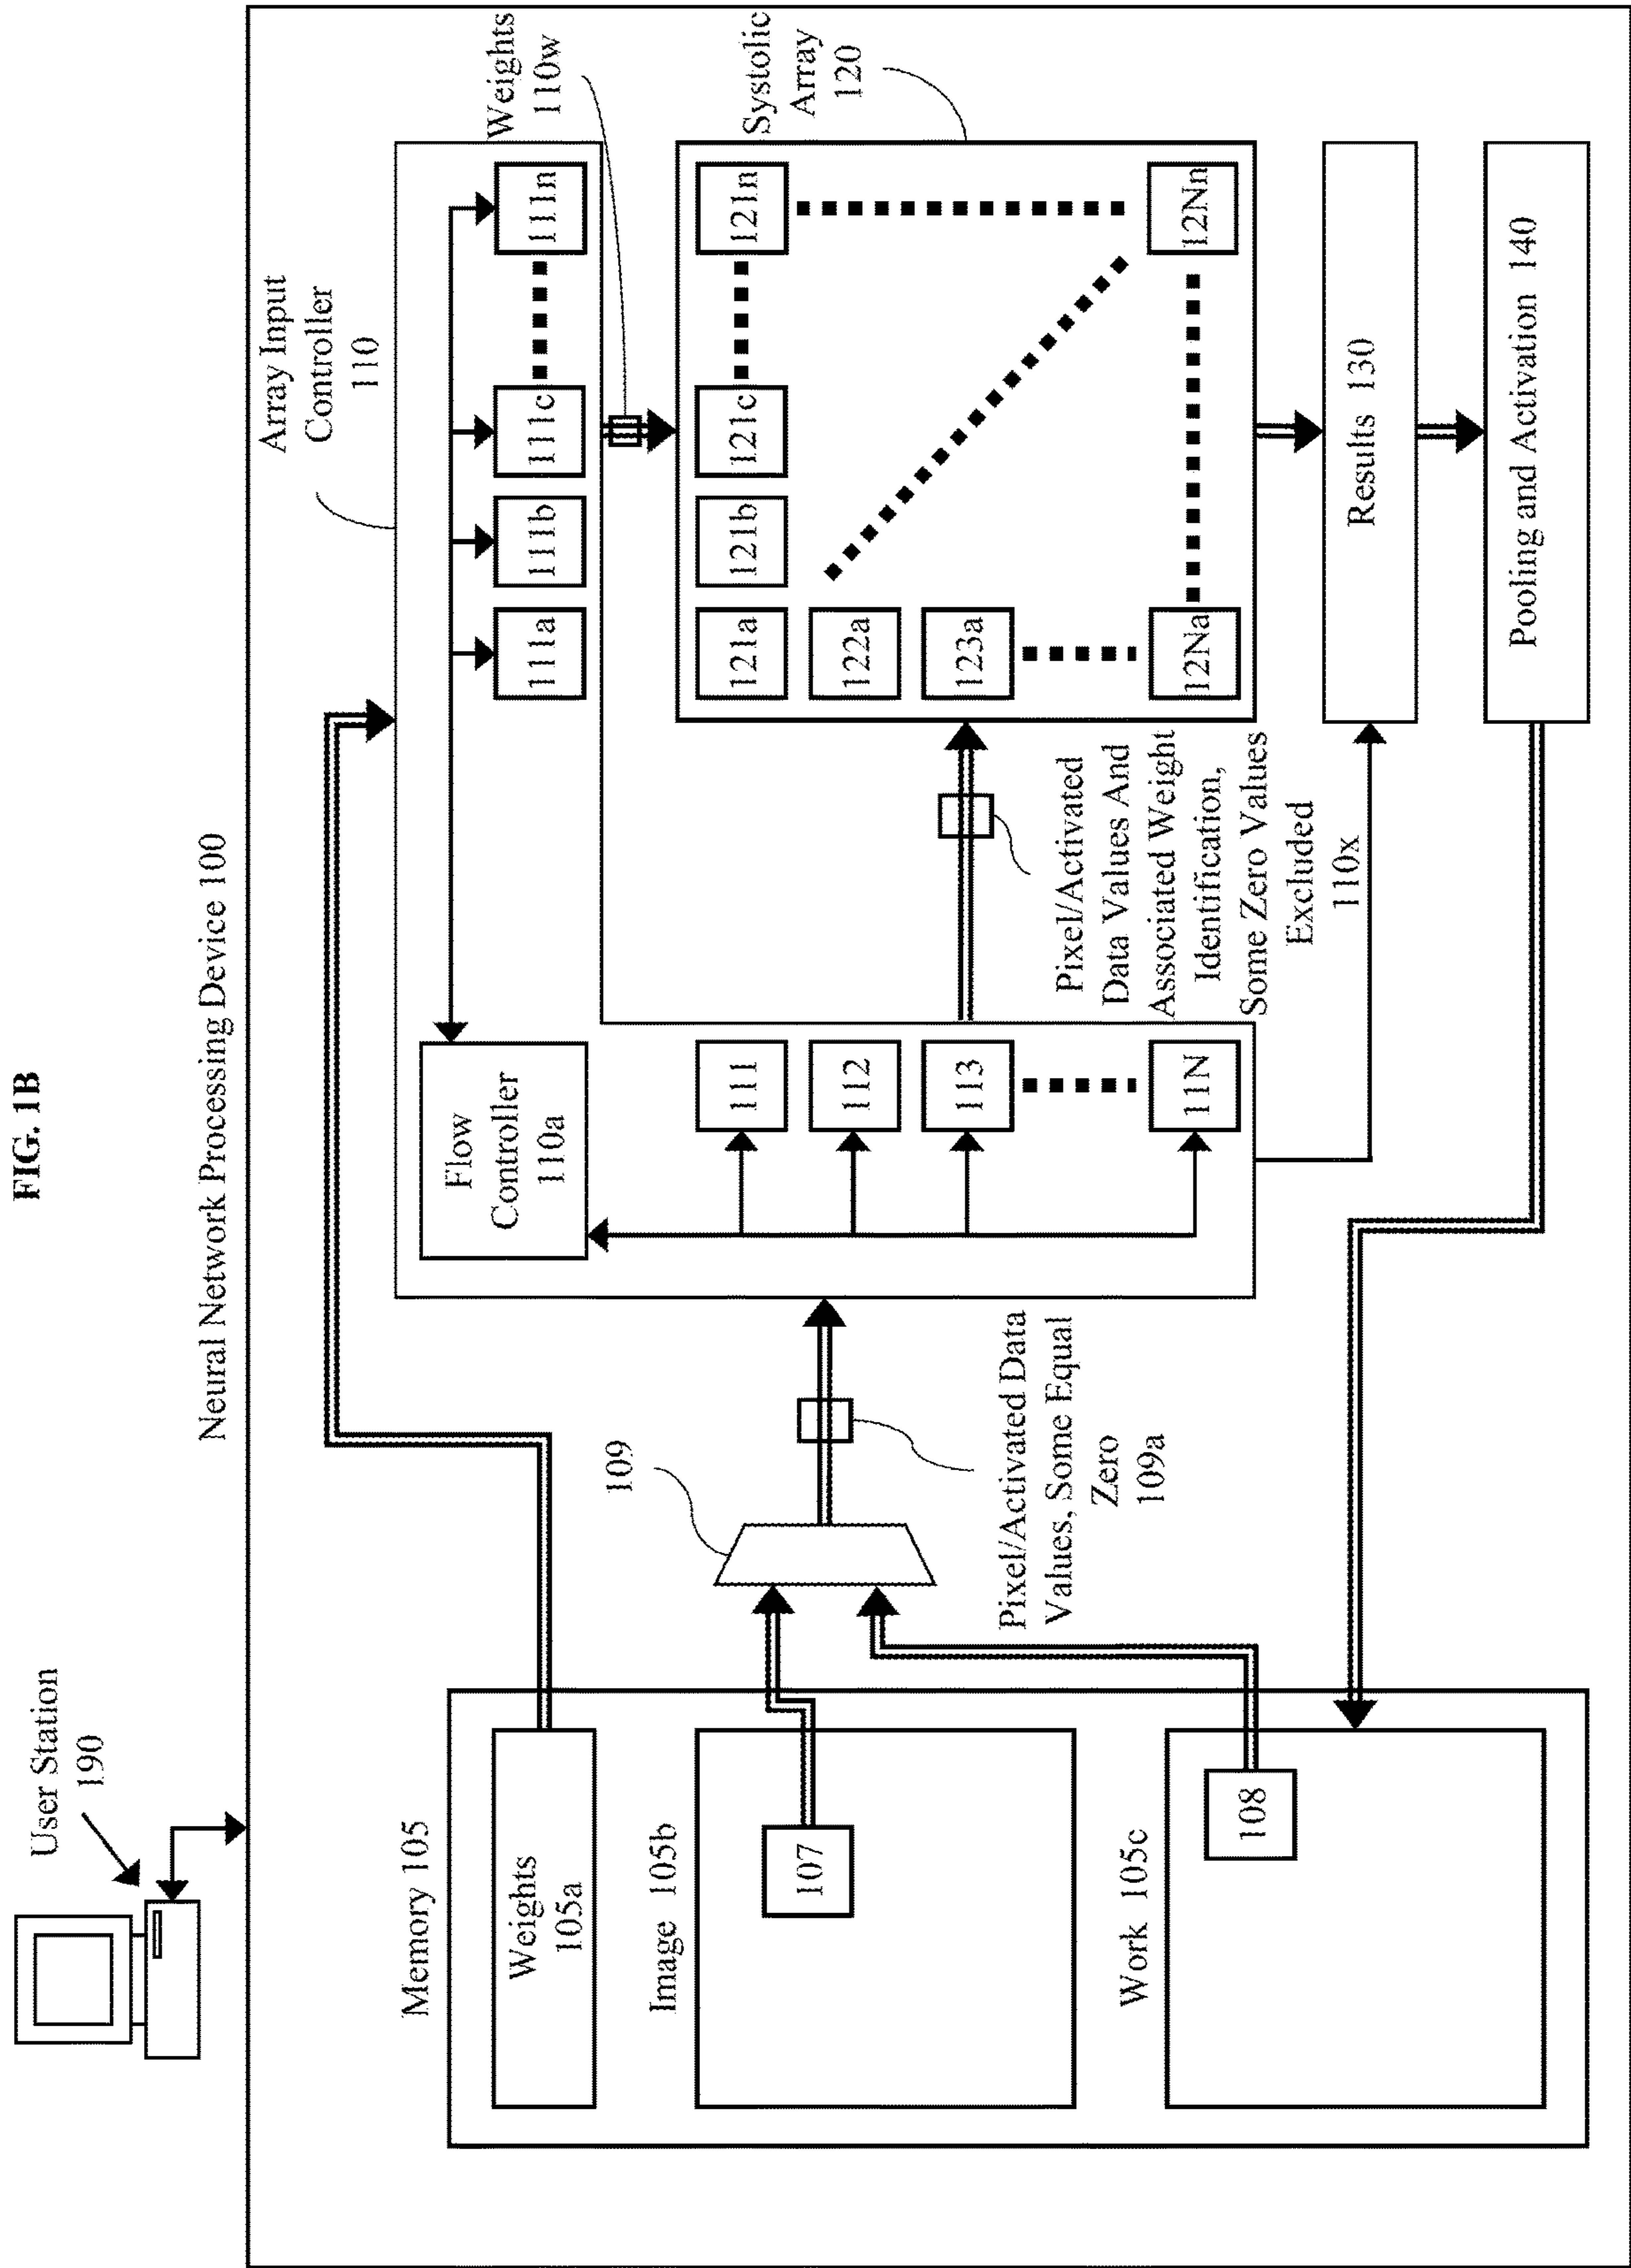 FIG. 1B
Neural Network Processing Device 100
User Station
190
Memory 105
Weights
105a
Image 105b
107
Work 105c
108
109
Pixel/Activated Data
Values, Some Equal
Zero
109a
Array Input
Controller
110
Flow
Controller
110a
111a
111b
111c
111n
111
112
113
11N
Weights
110w
Pixel/Activated
Data Values And
Associated Weight
Identification,
Some Zero Values
Excluded
110x
Systolic
Array
120
121a
121b
121c
121n
122a
123a
12Na
12Nn
Results 130
Pooling and Activation 140